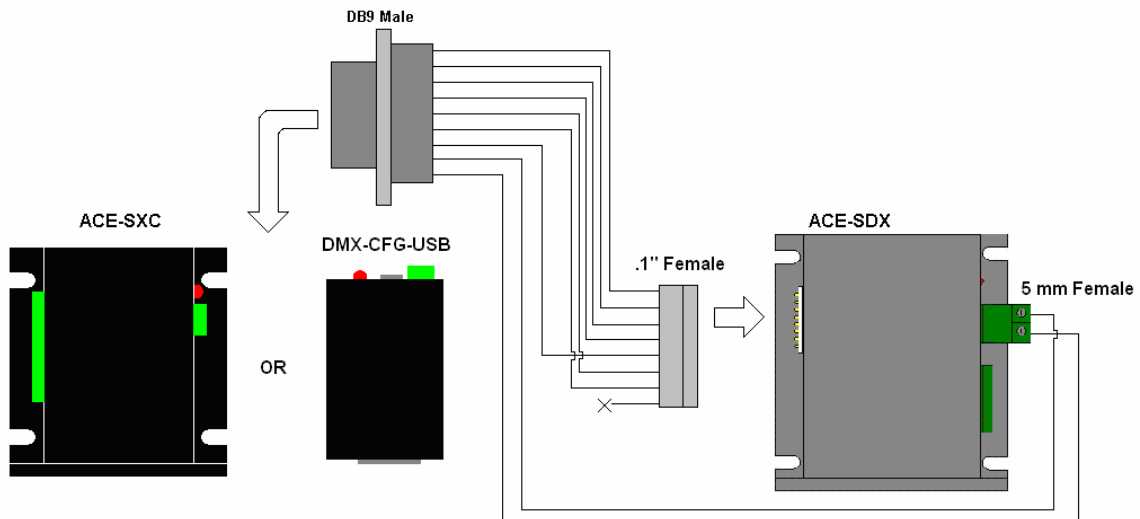 DB9 Male
ACE-SXC
DMX-CFG-USB
OR
.1" Female
ACE-SDX
5 mm Female